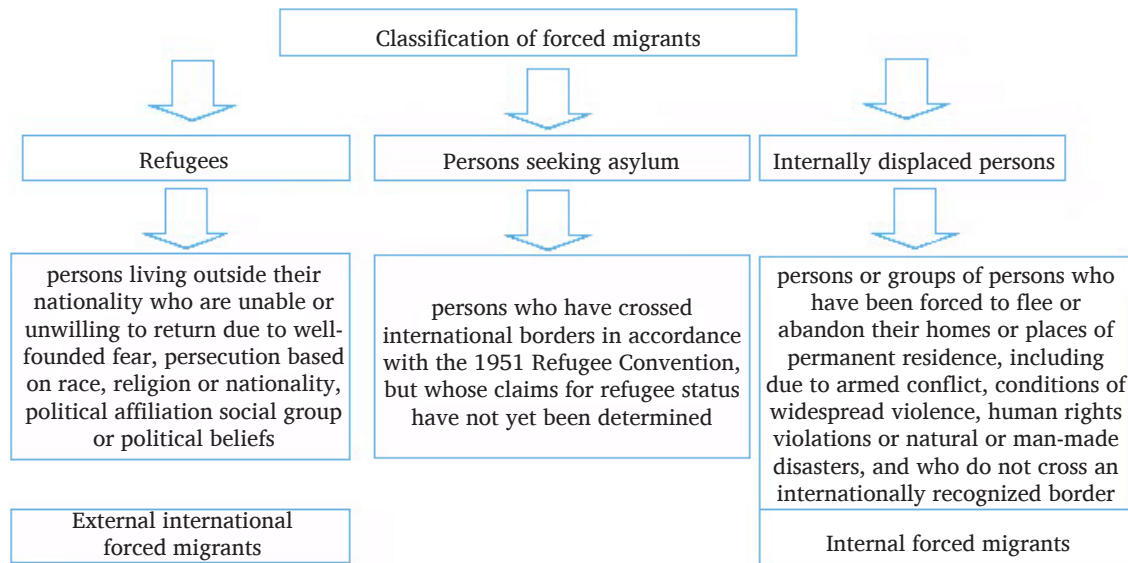 Classification of forced migrants
Refugees
Persons seeking asylum
Internally displaced persons
persons living outside their
nationality who are unable or
unwilling to return due to well-
founded fear, persecution based
on race, religion or nationality,
political affiliation social group
or political beliefs
persons who have crossed
international borders in accordance
with the 1951 Refugee Convention,
but whose claims for refugee status
have not yet been determined
persons or groups of persons who
have been forced to flee or
abandon their homes or places of
permanent residence, including
due to armed conflict, conditions of
widespread violence, human rights
violations or natural or man-made
disasters, and who do not cross an
internationally recognized border
External international
forced migrants
Internal forced migrants